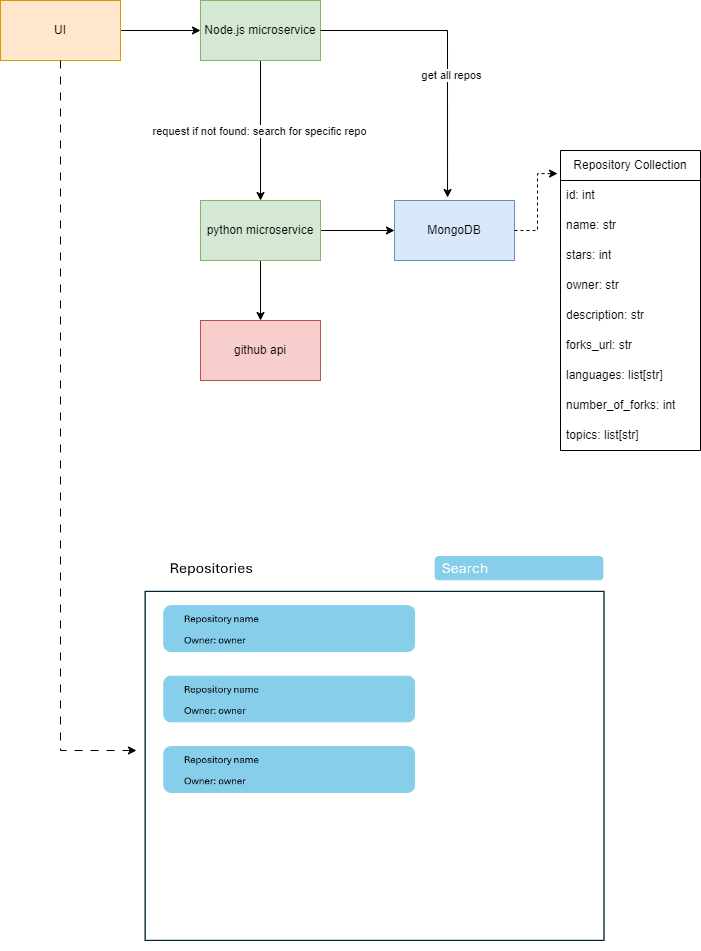 UI
Node.js microservice
get all repos
request if not found: search for specific repo
python microservice
MongoDB
github api
Repository Collection
id: int
name: str
stars: int
owner: str
description: str
forks_url: str
languages: list[str]
number_of_forks: int
topics: list[str]
Repositories
Search
Repository name
Owner: owner
Repository name
Owner: owner
Repository name
Owner: owner